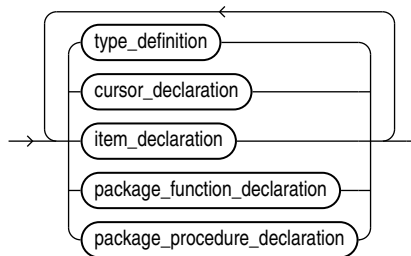 type_definition
cursor_declaration
item_declaration
package_function_declaration
package_procedure_declaration